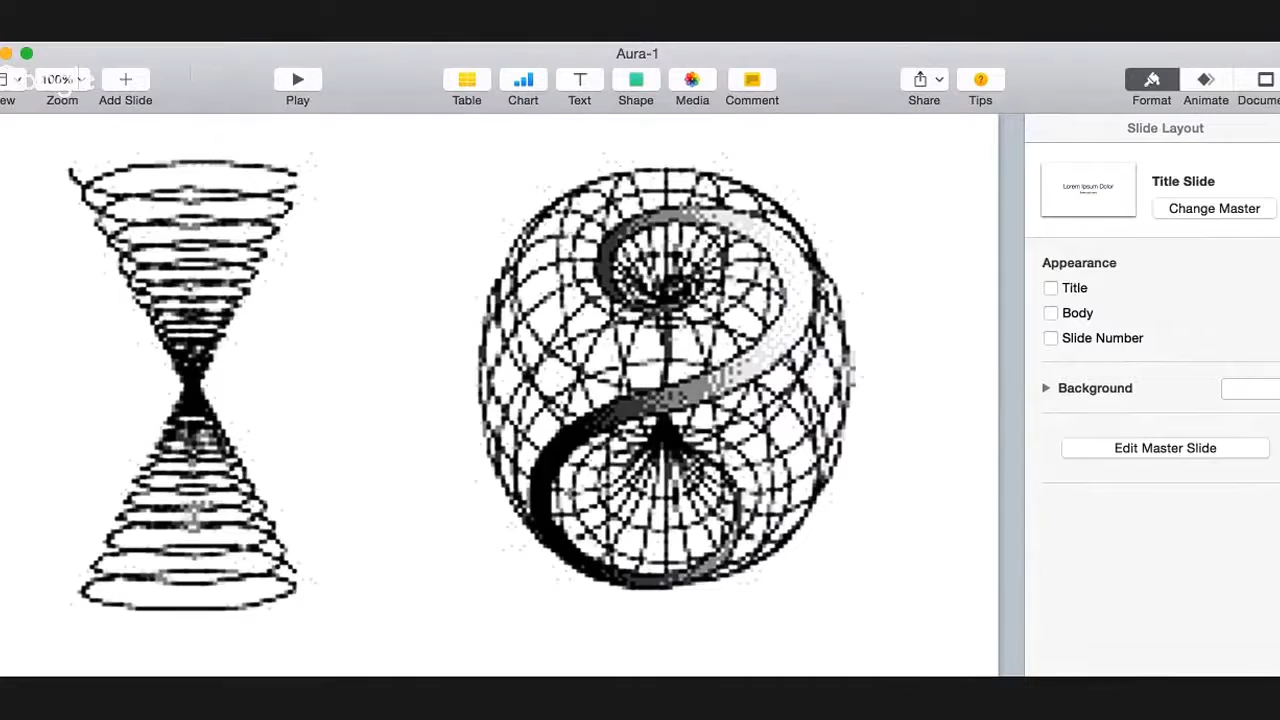 Aura-1
100%
Zoom
Add Slide
Play
Table
Chart
Text
Shape
Media
Comment
Share
Tips
Format
Animate
Slide Layout
Lorem Ipsum Dolor
Title Slide
Change Master
Appearance
Title
Body
Slide Number
Background
Edit Master Slide